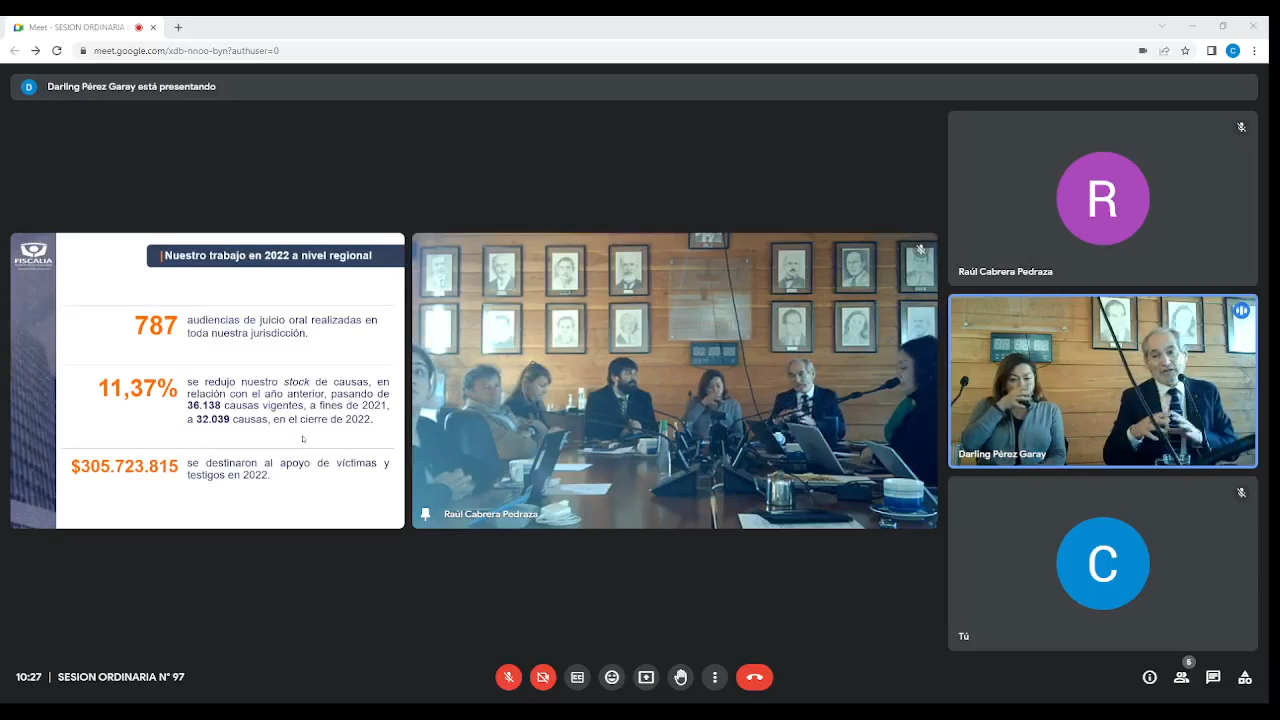 Meet - SESION ORDINARIA
meet.google.com/xdb-nnoo-byn?authuser=0
C
D
Darling Pérez Garay está presentando
FISCALIA
Nuestro trabajo en 2022 a nivel regional
787
audiencias de juicio oral realizadas en
toda nuestra jurisdicción.
11,37%
se redujo nuestro stock de causas, en
relación con el año anterior, pasando de
36.138 causas vigentes, a fines de 2021,
a 32.039 causas, en el cierre de 2022.
$305.723.815
se destinaron al apoyo de víctimas y
testigos en 2022.
Raúl Cabrera Pedraza
R
Raúl Cabrera Pedraza
Darling Pérez Garay
C
Tú
10:27 | SESION ORDINARIA N° 97
6